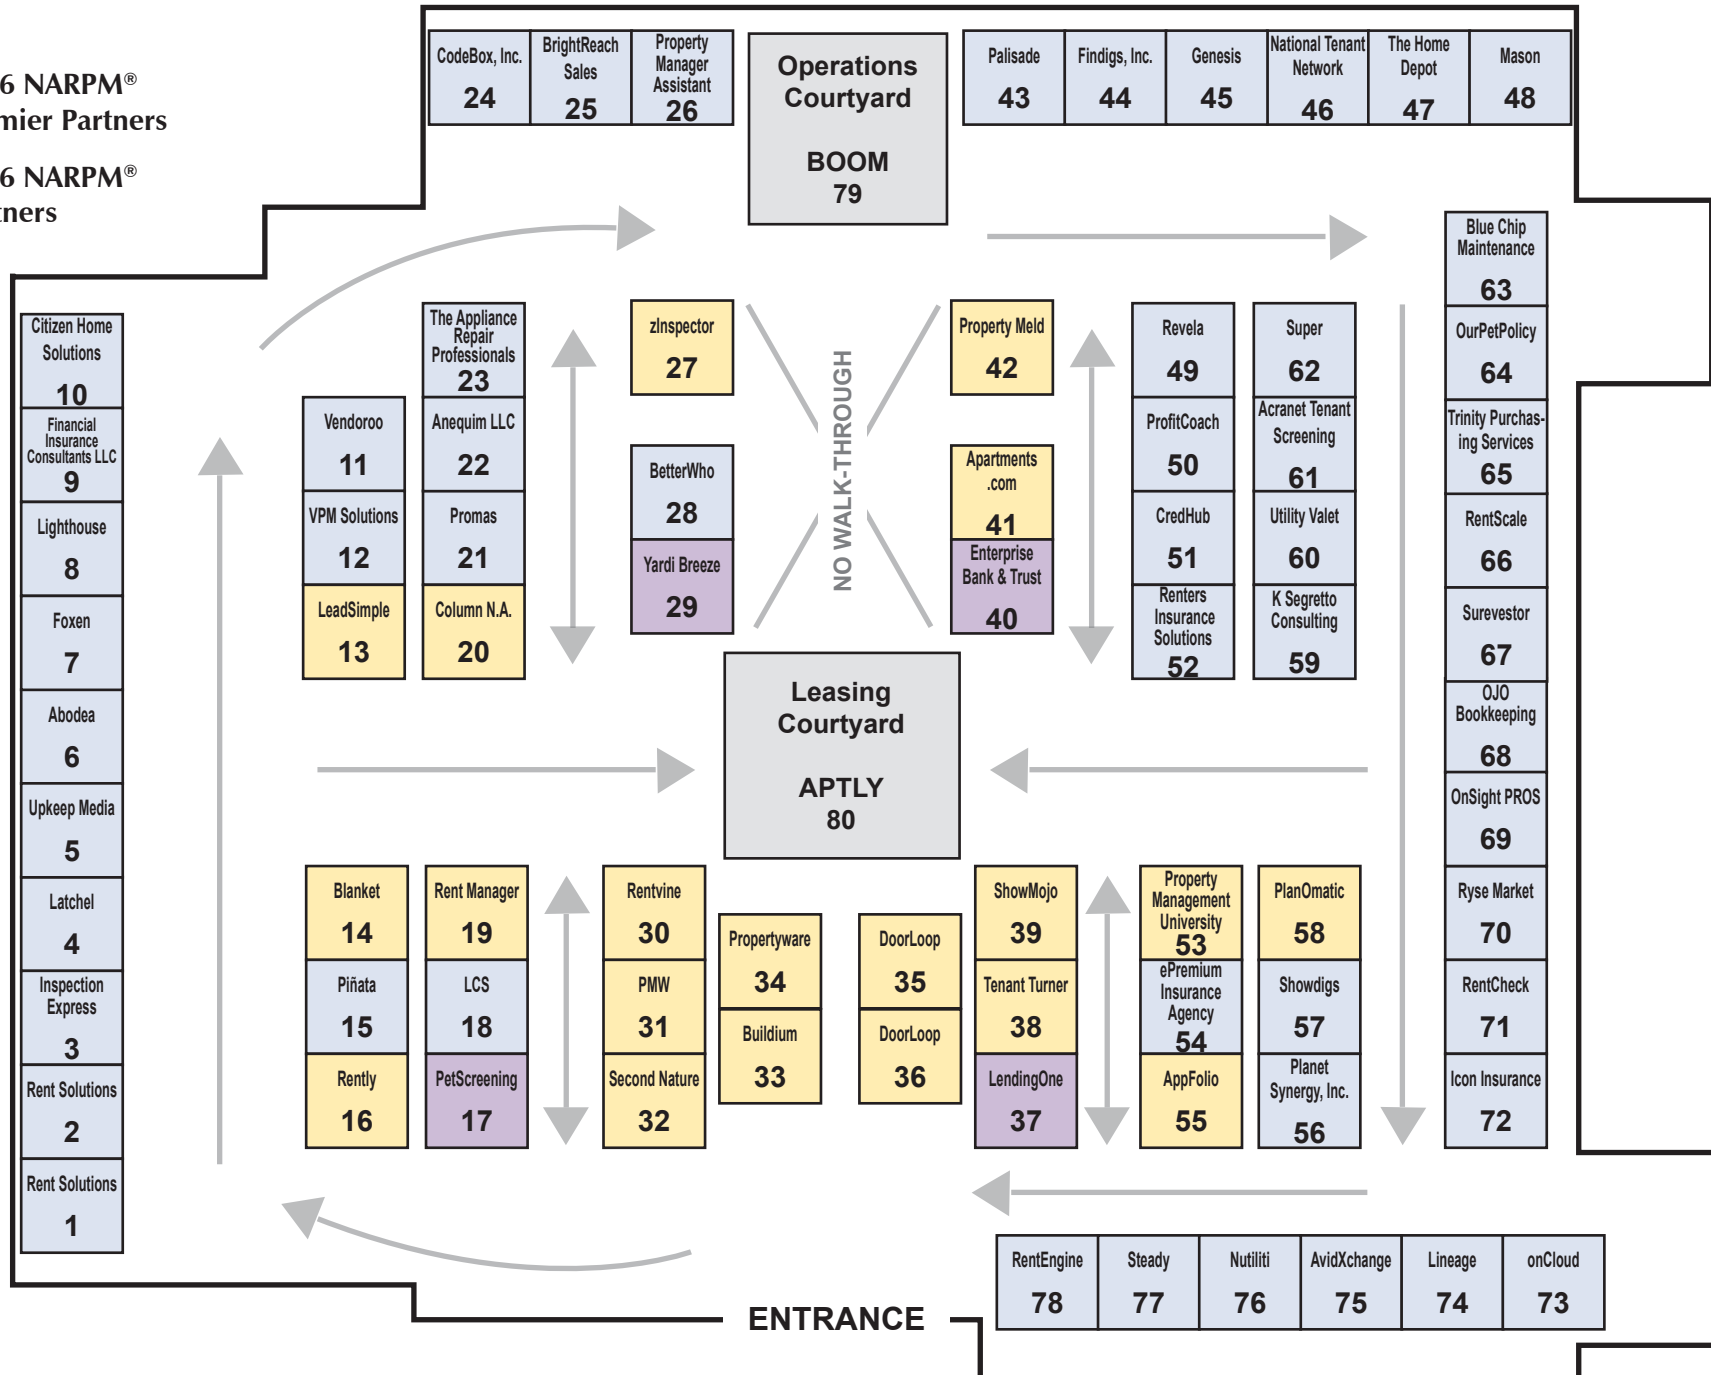 6 NARPM®
mier Partners
6 NARPM®
tners
CodeBox, Inc.
24
BrightReach
Sales
25
Property
Manager
Assistant
26
Operations
Courtyard
BOOM
79
Palisade
43
Findigs, Inc.
44
Genesis
45
National Tenant
Network
46
The Home
Depot
47
Mason
48
Citizen Home
Solutions
10
Financial
Insurance
Consultants LLC
9
Lighthouse
8
Foxen
7
Abodea
6
Upkeep Media
5
Latchel
4
Inspection
Express
3
Rent Solutions
2
Rent Solutions
1
Vendoroo
11
VPM Solutions
12
LeadSimple
13
The Appliance
Repair
Professionals
23
Anequim LLC
22
Promas
21
Column N.A.
20
zInspector
27
BetterWho
28
Yardi Breeze
29
NO WALK-THROUGH
Property Meld
42
Apartments
.com
41
Enterprise
Bank & Trust
40
Revela
49
ProfitCoach
50
CredHub
51
Renters
Insurance
Solutions
52
Super
62
Acranet Tenant
Screening
61
Utility Valet
60
K Segretto
Consulting
59
Blue Chip
Maintenance
63
OurPetPolicy
64
Trinity Purchas-
ing Services
65
RentScale
66
Surevestor
67
OJO
Bookkeeping
68
OnSight PROS
69
Ryse Market
70
RentCheck
71
Icon Insurance
72
Leasing
Courtyard
APTLY
80
Blanket
14
Piñata
15
Rently
16
Rent Manager
19
LCS
18
PetScreening
17
Rentvine
30
PMW
31
Second Nature
32
Propertyware
34
Buildium
33
DoorLoop
35
DoorLoop
36
ShowMojo
39
Tenant Turner
38
LendingOne
37
Property
Management
University
53
ePremium
Insurance
Agency
54
AppFolio
55
PlanOmatic
58
Showdigs
57
Planet
Synergy, Inc.
56
RentEngine
78
Steady
77
Nutiliti
76
AvidXchange
75
Lineage
74
onCloud
73
ENTRANCE